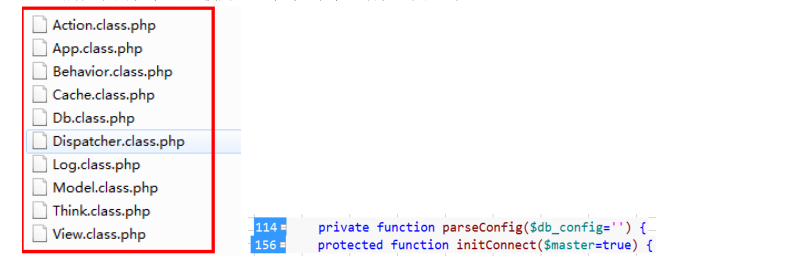 Action.class.php
App.class.php
Behavior.class.php
Cache.class.php
Db.class.php
Dispatcher.class.php
Log.class.php
Model.class.php
Think.class.php
View.class.php
114 private function parseConfig($db_config='') {
156 protected function initConnect($master=true) {